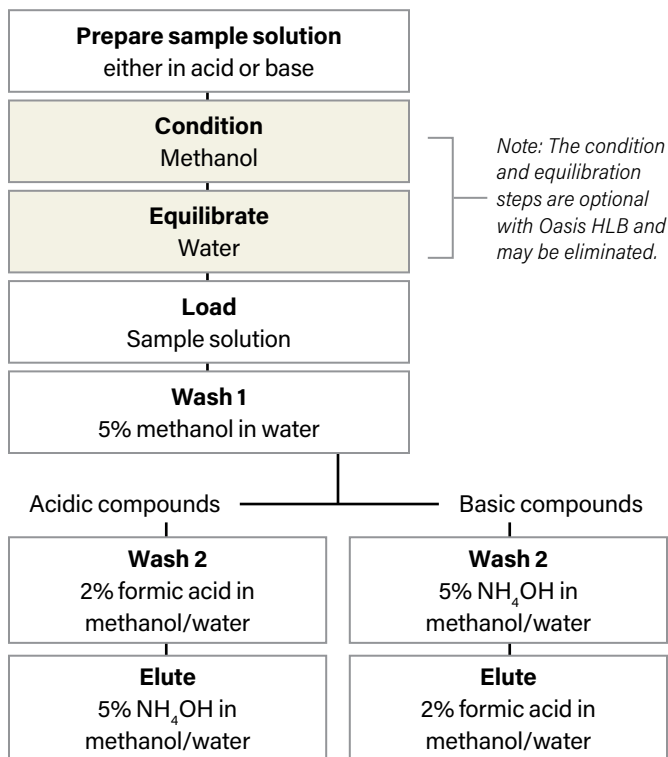 Prepare sample solution
either in acid or base
Condition
Methanol
Equilibrate
Water
Note: The condition
and equilibration
steps are optional
with Oasis HLB and
may be eliminated.
Load
Sample solution
Wash 1
5% methanol in water
Acidic compounds
Basic compounds
Wash 2
2% formic acid in
methanol/water
Elute
5% NH₄OH in
methanol/water
Wash 2
5% NH₄OH in
methanol/water
Elute
2% formic acid in
methanol/water